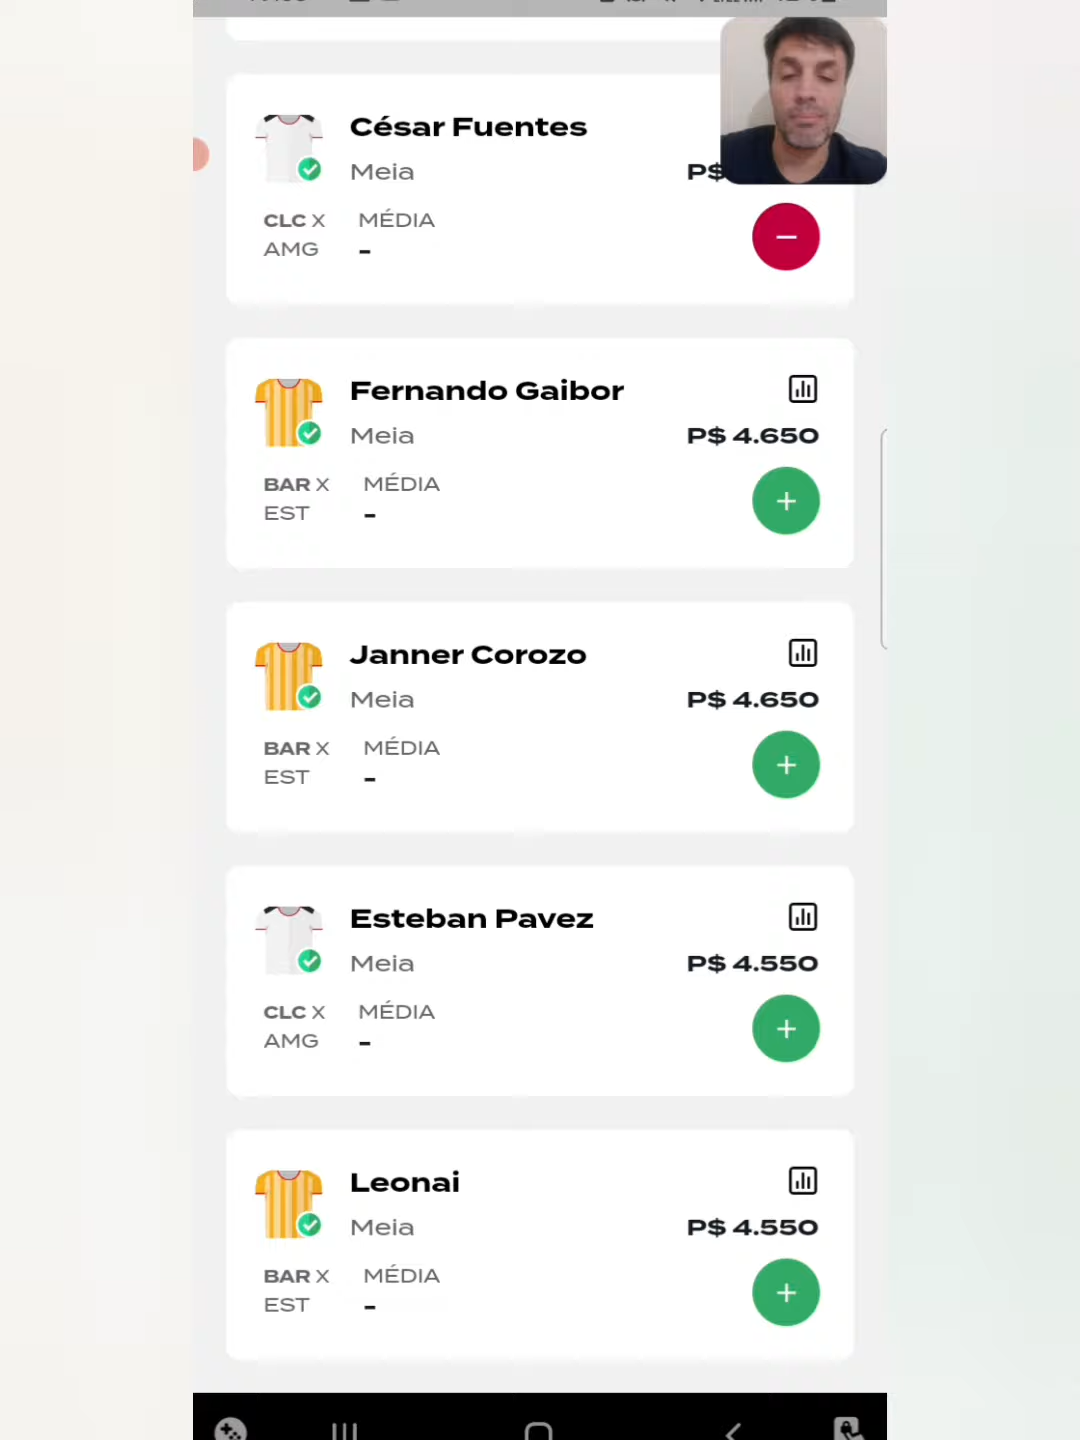 César Fuentes
Meia
P$
CLC X MÉDIA
AMG -
Fernando Gaibor
Meia
P$ 4.650
BAR X MÉDIA
EST -
Janner Corozo
Meia
P$ 4.650
BAR X MÉDIA
EST -
Esteban Pavez
Meia
P$ 4.550
CLC X MÉDIA
AMG -
Leonai
Meia
P$ 4.550
BAR X MÉDIA
EST -